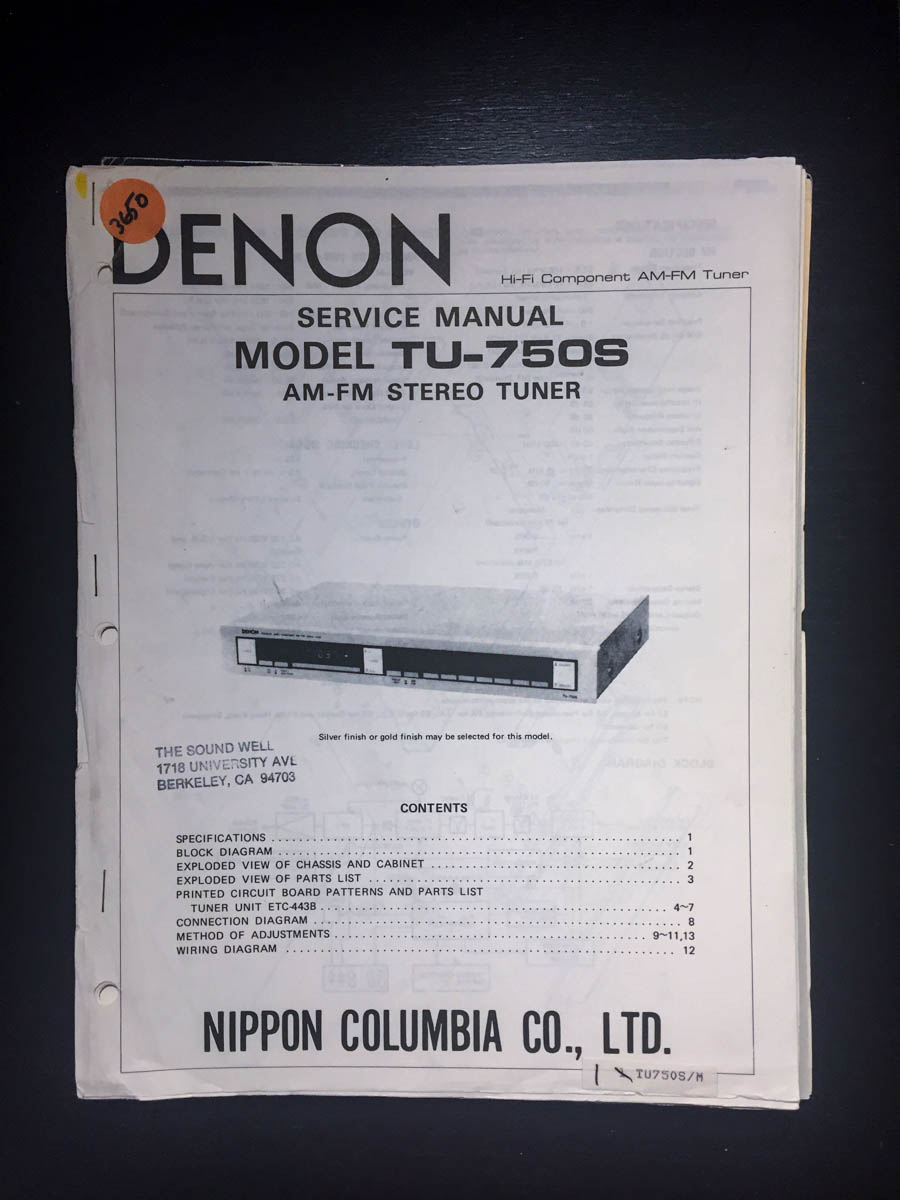 3650
DENON
Hi-Fi Component AM-FM Tuner
SERVICE MANUAL
MODEL TU-750S
AM-FM STEREO TUNER
DENON
TU-750S
Silver finish or gold finish may be selected for this model.
THE SOUND WELL
1718 UNIVERSITY AVE
BERKELEY, CA 94703
CONTENTS
SPECIFICATIONS . . . . . . . . . . 1
BLOCK DIAGRAM . . . . . . . . . . 1
EXPLODED VIEW OF CHASSIS AND CABINET . . . . . . . . . . 2
EXPLODED VIEW OF PARTS LIST . . . . . . . . . . 3
PRINTED CIRCUIT BOARD PATTERNS AND PARTS LIST
TUNER UNIT ETC-443B . . . . . . . . . . 4~7
CONNECTION DIAGRAM . . . . . . . . . . 8
METHOD OF ADJUSTMENTS . . . . . . . . . . 9~11,13
WIRING DIAGRAM . . . . . . . . . . 12
NIPPON COLUMBIA CO., LTD.
TU750S/M